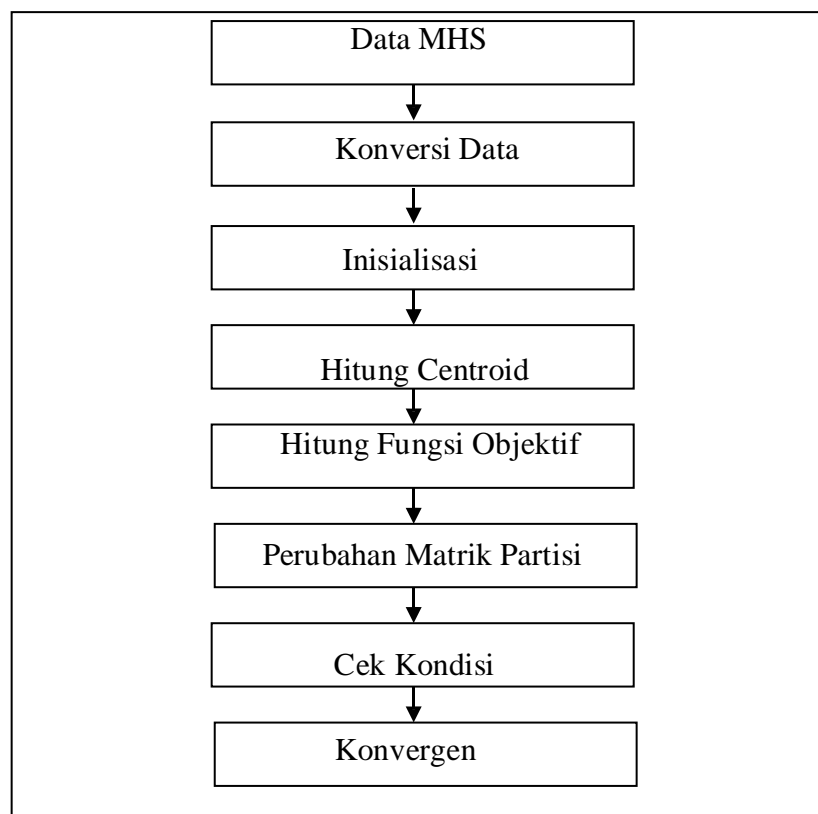 Data MHS
Konversi Data
Inisialisasi
Hitung Centroid
Hitung Fungsi Objektif
Perubahan Matrik Partisi
Cek Kondisi
Konvergen